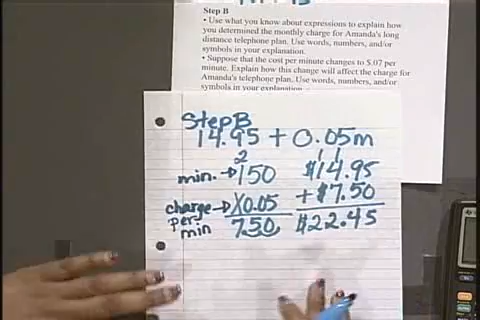 Step B
• Use what you know about expressions to explain how
you determined the monthly charge for Amanda's long
distance telephone plan. Use words, numbers, and/or
symbols in your explanation.
• Suppose that the cost per minute changes to $.07 per
minute. Explain how this change will affect the charge for
Amanda's telephone plan. Use words, numbers, and/or
symbols in your explanation.
Step B
14.95 + 0.05m
2
min. → 150
charge → X0.05
per
min 750
1 1
$14.95
+ $7.50
$22.45